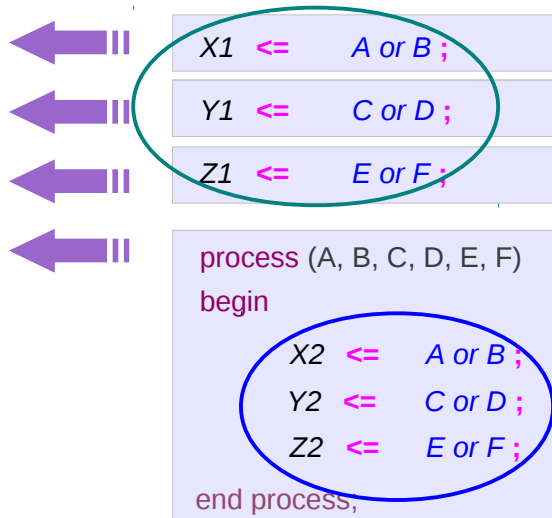 X1 <= A or B ;
Y1 <= C or D ;
Z1 <= E or F ;
process (A, B, C, D, E, F)
begin
X2 <= A or B ;
Y2 <= C or D ;
Z2 <= E or F ;
end process;